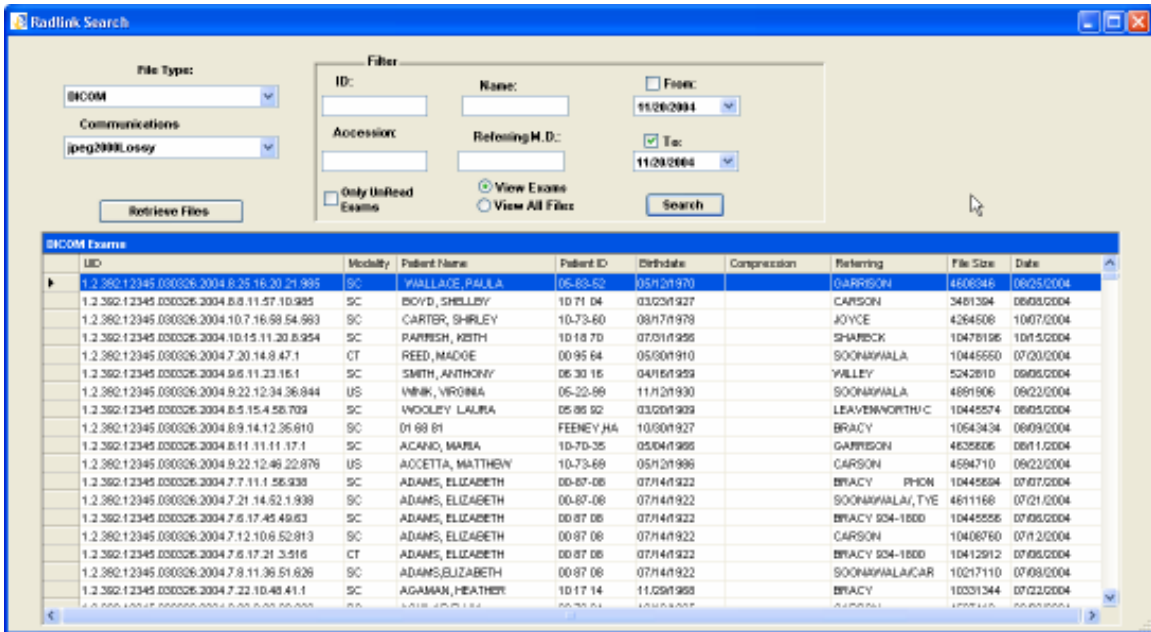 Radlink Search
File Type:
DICOM
Communications
jpeg2000Lossy
Retrieve Files
Filter
ID:
Name:
From:
11/20/2004
Accession:
Referring M.D.:
To:
11/20/2004
Only UnRead
Exams
View Exams
View All Files
Search
DICOM Exams
UID Modality Patient Name Patient ID Birthdate Compression Referring File Size Date
1.2.392.12345.030326.2004.8.25.16.20.21.985 SC WALLACE, PAULA 05-83-52 05/12/1970 GARRISON 4608346 08/25/2004
1.2.392.12345.030326.2004.8.8.11.57.10.985 SC BOYD, SHELLBY 10 71 04 03/23/1927 CARSON 3481394 08/08/2004
1.2.392.12345.030326.2004.10.7.16.58.54.563 SC CARTER, SHIRLEY 10-73-60 08/17/1978 JOYCE 4264508 10/07/2004
1.2.392.12345.030326.2004.10.15.11.20.8.954 SC PARRISH, KEITH 10 18 70 07/31/1956 SHARECK 10478196 10/15/2004
1.2.392.12345.030326.2004.7.20.14.8.47.1 CT REED, MADGE 00 95 64 05/30/1910 SOONAWALA 10445550 07/20/2004
1.2.392.12345.030326.2004.9.6.11.23.16.1 SC SMITH, ANTHONY 06 30 16 04/16/1959 WILLEY 5242810 09/06/2004
1.2.392.12345.030326.2004.9.22.12.34.36.844 US WINIK, VIRGINIA 05-22-99 11/12/1930 SOONAWALA 4891906 09/22/2004
1.2.392.12345.030326.2004.8.5.15.4.58.709 SC WOOLEY LAURA 05 86 92 03/20/1909 LEAVENWORTH/C 10445574 08/05/2004
1.2.392.12345.030326.2004.8.9.14.12.35.610 SC 01 68 81 FEENEY,HA 10/30/1927 BRACY 10543434 08/09/2004
1.2.392.12345.030326.2004.8.11.11.11.17.1 SC ACANO, MARIA 10-70-35 05/04/1966 GARRISON 4635606 08/11/2004
1.2.392.12345.030326.2004.9.22.12.46.22.876 US ACCETTA, MATTHEW 10-73-69 05/12/1986 CARSON 4594710 09/22/2004
1.2.392.12345.030326.2004.7.7.11.1.56.938 SC ADAMS, ELIZABETH 00-87-08 07/14/1922 BRACY PHON 10445694 07/07/2004
1.2.392.12345.030326.2004.7.21.14.52.1.938 SC ADAMS, ELIZABETH 00-87-08 07/14/1922 SOONAWALA/, TYE 4611168 07/21/2004
1.2.392.12345.030326.2004.7.6.17.45.49.63 SC ADAMS, ELIZABETH 00 87 08 07/14/1922 BRACY 934-1800 10445556 07/06/2004
1.2.392.12345.030326.2004.7.12.10.6.52.813 SC ADAMS, ELIZABETH 00 87 08 07/14/1922 CARSON 10408760 07/12/2004
1.2.392.12345.030326.2004.7.6.17.21.3.516 CT ADAMS, ELIZABETH 00 87 08 07/14/1922 BRACY 934-1800 10412912 07/06/2004
1.2.392.12345.030326.2004.7.8.11.36.51.626 SC ADAMS,ELIZABETH 00 87 08 07/14/1922 SOONAWALA/CAR 10217110 07/08/2004
1.2.392.12345.030326.2004.7.22.10.48.41.1 SC AGAMAN, HEATHER 10 17 14 11/29/1968 BRACY 10331344 07/22/2004